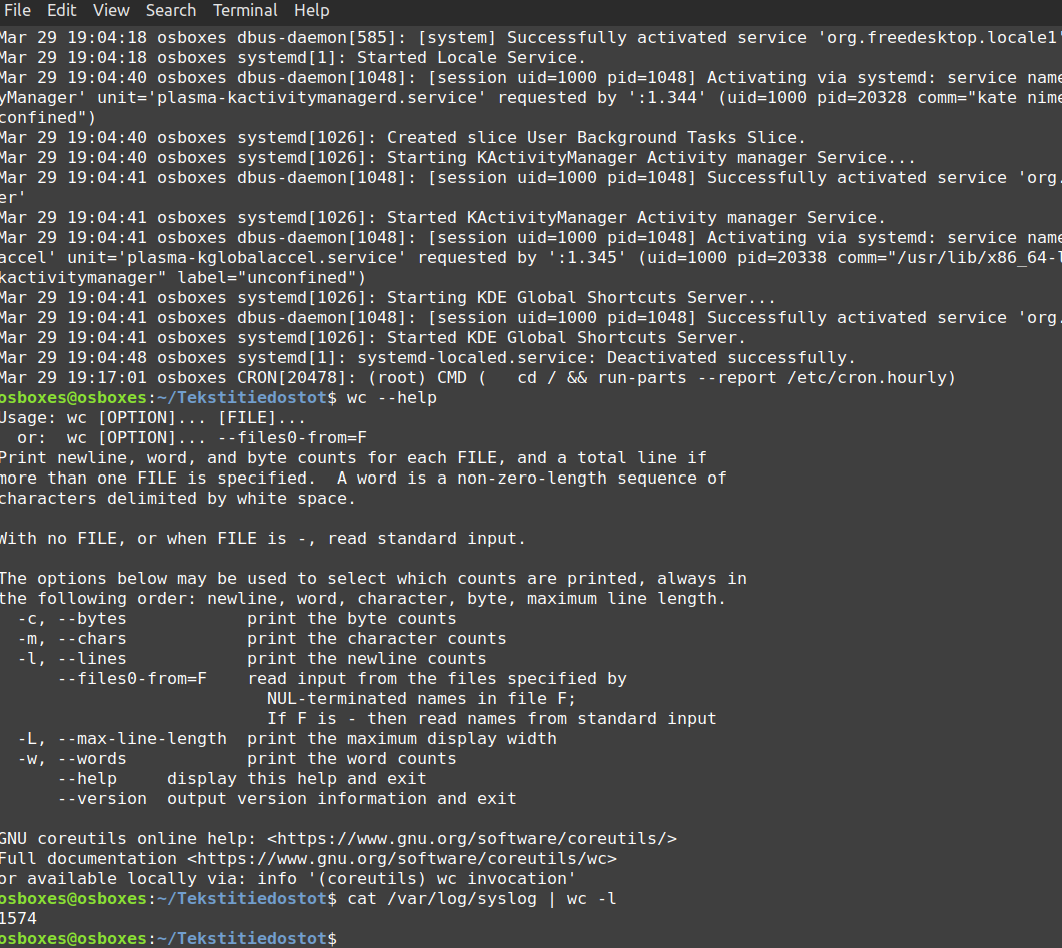 File Edit View Search Terminal Help
Mar 29 19:04:18 osboxes dbus-daemon[585]: [system] Successfully activated service 'org.freedesktop.locale1'
Mar 29 19:04:18 osboxes systemd[1]: Started Locale Service.
Mar 29 19:04:40 osboxes dbus-daemon[1048]: [session uid=1000 pid=1048] Activating via systemd: service name
yManager' unit='plasma-kactivitymanagerd.service' requested by ':1.344' (uid=1000 pid=20328 comm="kate nime
confined")
Mar 29 19:04:40 osboxes systemd[1026]: Created slice User Background Tasks Slice.
Mar 29 19:04:40 osboxes systemd[1026]: Starting KActivityManager Activity manager Service...
Mar 29 19:04:41 osboxes dbus-daemon[1048]: [session uid=1000 pid=1048] Successfully activated service 'org.
er'
Mar 29 19:04:41 osboxes systemd[1026]: Started KActivityManager Activity manager Service.
Mar 29 19:04:41 osboxes dbus-daemon[1048]: [session uid=1000 pid=1048] Activating via systemd: service name
accel' unit='plasma-kglobalaccel.service' requested by ':1.345' (uid=1000 pid=20338 comm="/usr/lib/x86_64-l
kactivitymanager" label="unconfined")
Mar 29 19:04:41 osboxes systemd[1026]: Starting KDE Global Shortcuts Server...
Mar 29 19:04:41 osboxes dbus-daemon[1048]: [session uid=1000 pid=1048] Successfully activated service 'org.
Mar 29 19:04:41 osboxes systemd[1026]: Started KDE Global Shortcuts Server.
Mar 29 19:04:48 osboxes systemd[1]: systemd-localed.service: Deactivated successfully.
Mar 29 19:17:01 osboxes CRON[20478]: (root) CMD (   cd / && run-parts --report /etc/cron.hourly)
osboxes@osboxes:~/Tekstitiedostot$ wc --help
Usage: wc [OPTION]... [FILE]...
  or:  wc [OPTION]... --files0-from=F
Print newline, word, and byte counts for each FILE, and a total line if
more than one FILE is specified.  A word is a non-zero-length sequence of
characters delimited by white space.

With no FILE, or when FILE is -, read standard input.

The options below may be used to select which counts are printed, always in
the following order: newline, word, character, byte, maximum line length.
  -c, --bytes            print the byte counts
  -m, --chars            print the character counts
  -l, --lines            print the newline counts
      --files0-from=F    read input from the files specified by
                           NUL-terminated names in file F;
                           If F is - then read names from standard input
  -L, --max-line-length  print the maximum display width
  -w, --words            print the word counts
      --help     display this help and exit
      --version  output version information and exit

GNU coreutils online help: <https://www.gnu.org/software/coreutils/>
Full documentation <https://www.gnu.org/software/coreutils/wc>
or available locally via: info '(coreutils) wc invocation'
osboxes@osboxes:~/Tekstitiedostot$ cat /var/log/syslog | wc -l
1574
osboxes@osboxes:~/Tekstitiedostot$